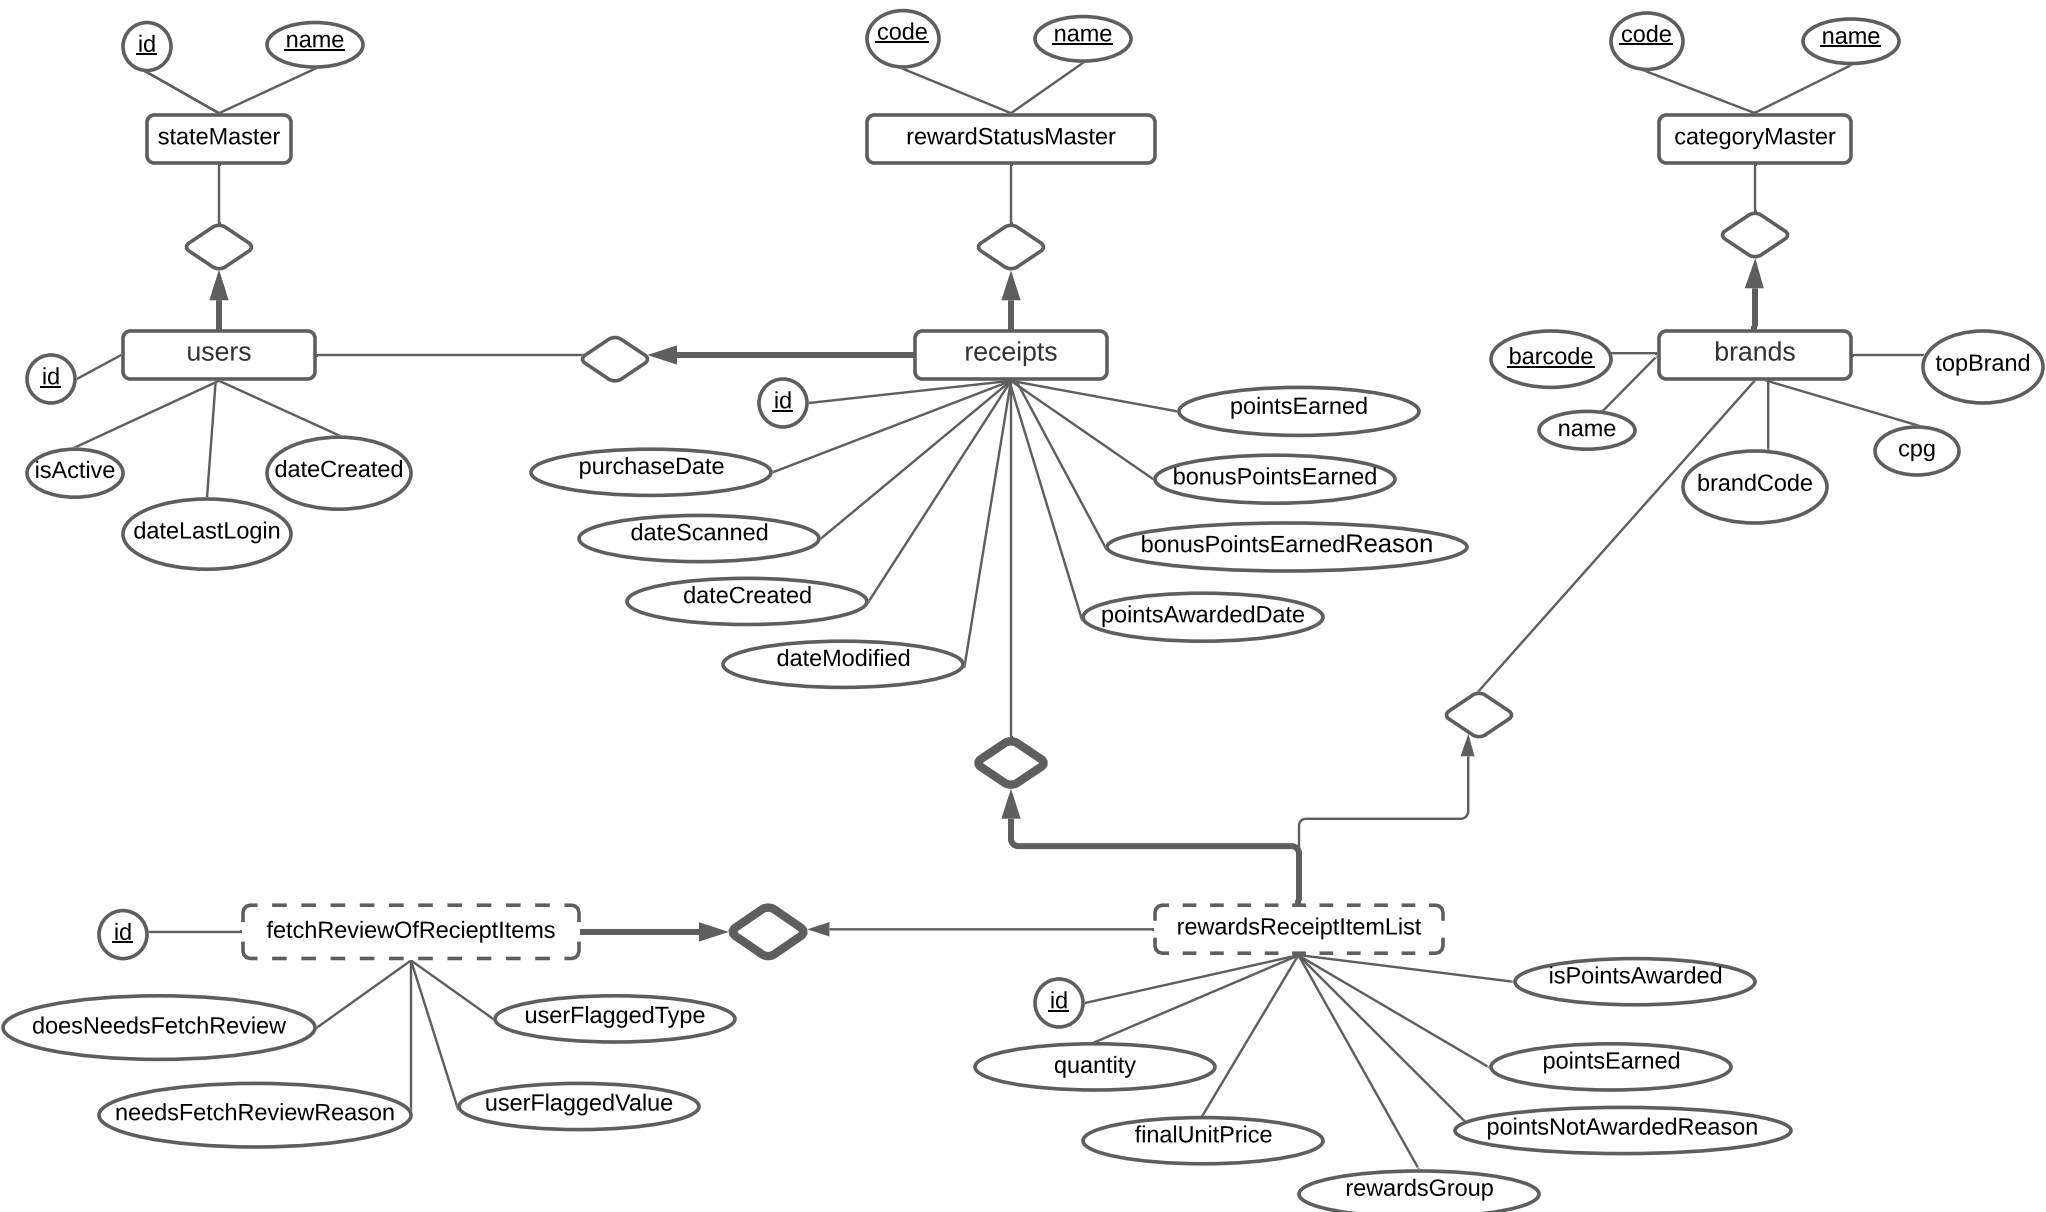 id
name
code
name
code
name
stateMaster
rewardStatusMaster
categoryMaster
users
receipts
brands
id
isActive
dateLastLogin
dateCreated
id
purchaseDate
dateScanned
dateCreated
dateModified
pointsEarned
bonusPointsEarned
bonusPointsEarnedReason
pointsAwardedDate
barcode
name
brandCode
cpg
topBrand
fetchReviewOfRecieptItems
id
doesNeedsFetchReview
needsFetchReviewReason
userFlaggedType
userFlaggedValue
rewardsReceiptItemList
id
quantity
finalUnitPrice
rewardsGroup
isPointsAwarded
pointsEarned
pointsNotAwardedReason